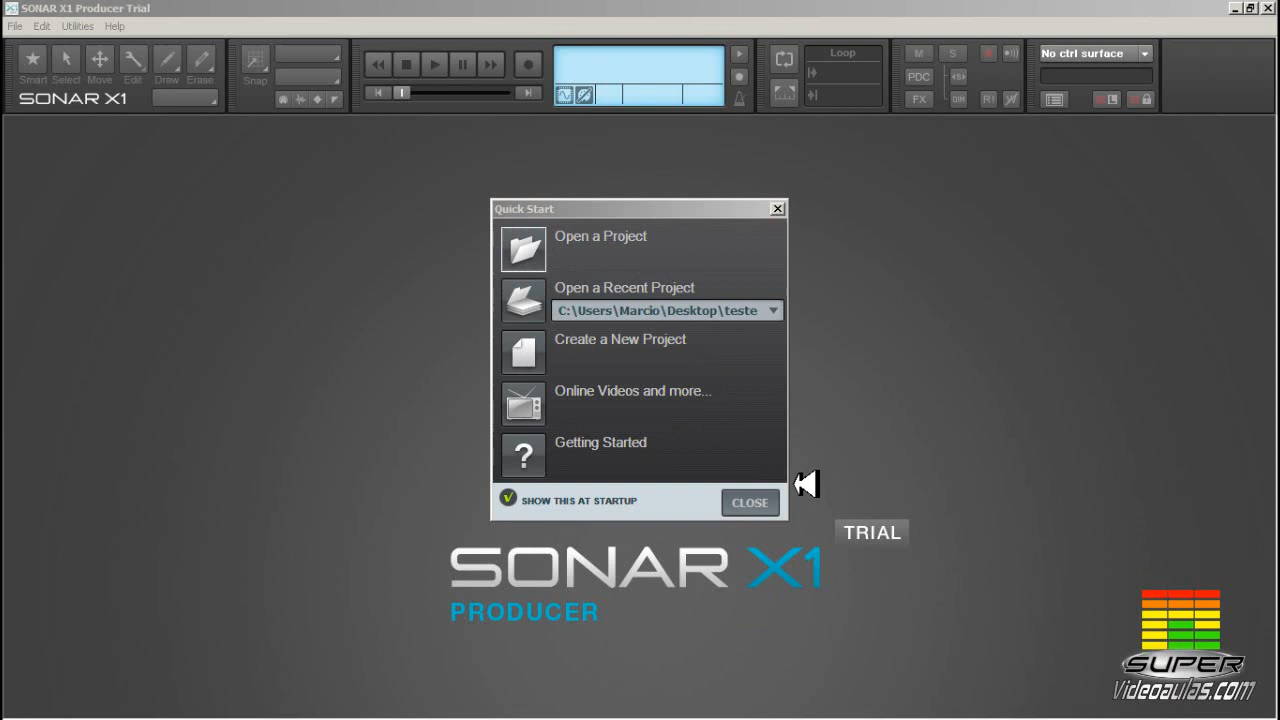 SONAR X1 Producer Trial
File Edit Utilities Help
Smart Select Move Edit Draw Erase
SONAR X1
Snap
Loop
M S
PDC
FX DIM R! W
No ctrl surface
L
Quick Start
Open a Project
Open a Recent Project
C:\Users\Marcio\Desktop\teste
Create a New Project
Online Videos and more...
? Getting Started
SHOW THIS AT STARTUP CLOSE
TRIAL
SONAR X1
PRODUCER
SUPER
Videoaulas.com